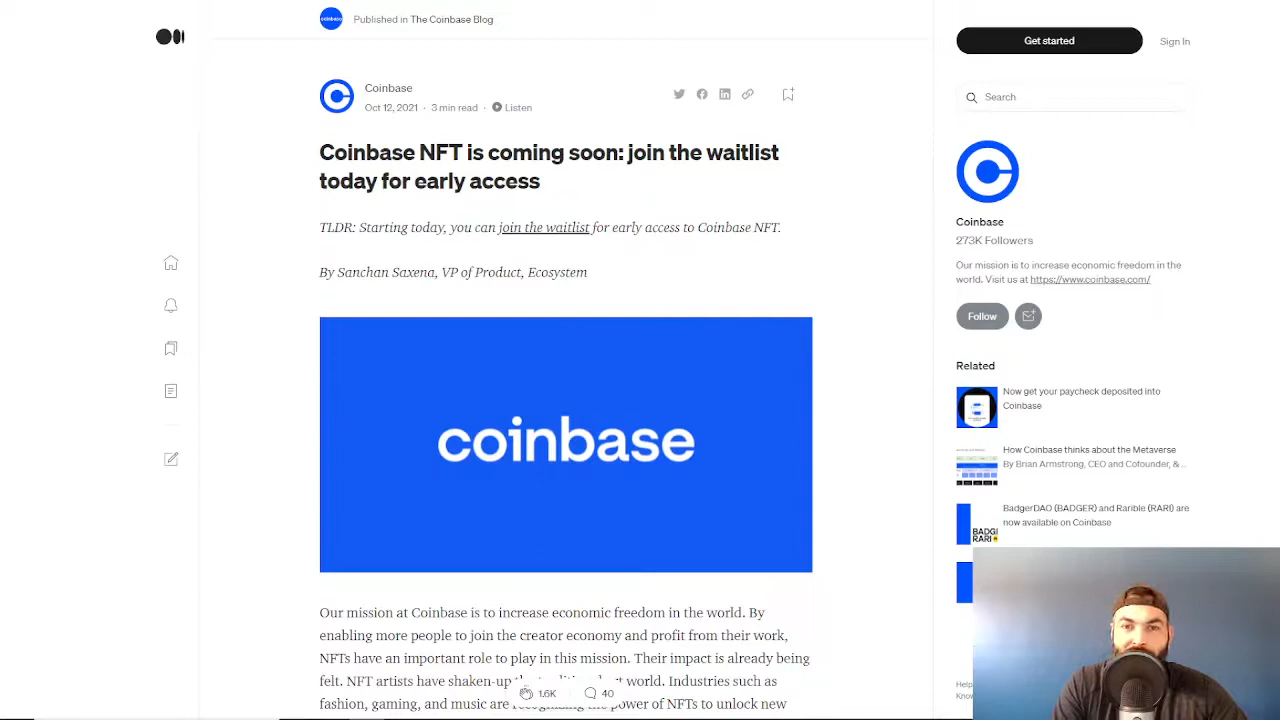 coinbase
Published in The Coinbase Blog
Get started
Sign In
Coinbase
Oct 12, 2021 · 3 min read · Listen
Search
Coinbase NFT is coming soon: join the waitlist
today for early access
TLDR: Starting today, you can join the waitlist for early access to Coinbase NFT.
By Sanchan Saxena, VP of Product, Ecosystem
coinbase
Our mission at Coinbase is to increase economic freedom in the world. By
enabling more people to join the creator economy and profit from their work,
NFTs have an important role to play in this mission. Their impact is already being
felt. NFT artists have shaken-up world. Industries such as
fashion, gaming, and music are power of NFTs to unlock new
1.6K
40
Coinbase
273K Followers
Our mission is to increase economic freedom in the
world. Visit us at https://www.coinbase.com/
Follow
Related
Now get your paycheck deposited into
Coinbase
How Coinbase thinks about the Metaverse
By Brian Armstrong, CEO and Cofounder, & ..
BadgerDAO (BADGER) and Rarible (RARI) are
now available on Coinbase
BADGI
RARI
Help